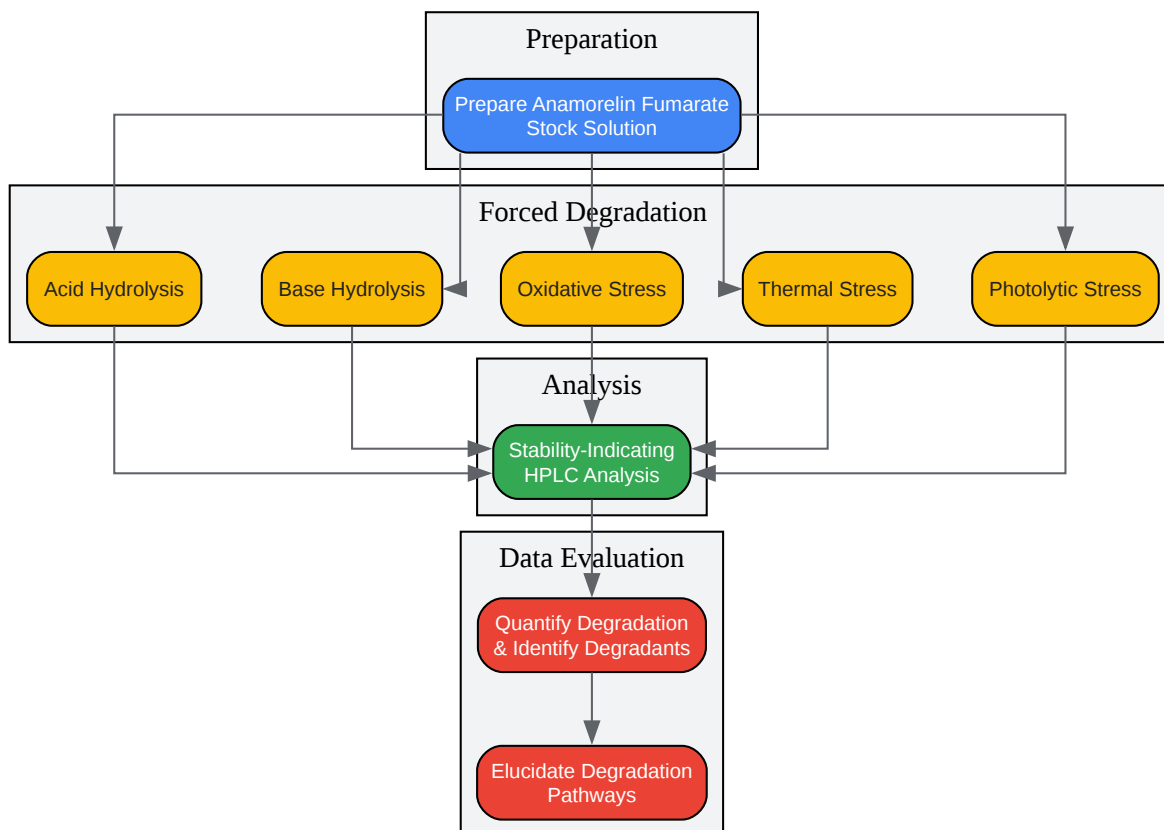 Preparation
Prepare Anamorelin Fumarate
Stock Solution
Forced Degradation
Acid Hydrolysis
Base Hydrolysis
Oxidative Stress
Thermal Stress
Photolytic Stress
Analysis
Stability-Indicating
HPLC Analysis
Data Evaluation
Quantify Degradation
& Identify Degradants
Elucidate Degradation
Pathways